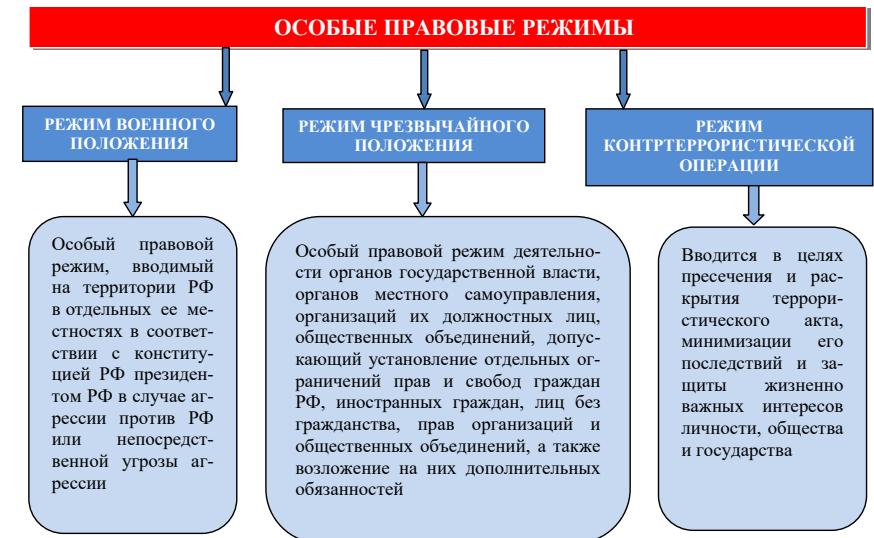 ОСОБЫЕ ПРАВОВЫЕ РЕЖИМЫ
РЕЖИМ ВОЕННОГО
ПОЛОЖЕНИЯ
РЕЖИМ ЧРЕЗВЫЧАЙНОГО
ПОЛОЖЕНИЯ
РЕЖИМ
КОНТРТЕРРОРИСТИЧЕСКОЙ
ОПЕРАЦИИ
Особый правовой
режим, вводимый
на территории РФ
в отдельных ее ме-
стностях в соответ-
ствии с конститу-
цией РФ президен-
том РФ в случае аг-
рессии против РФ
или непосредст-
венной угрозы аг-
рессии
Особый правовой режим деятельно-
сти органов государственной власти,
органов местного самоуправления,
организаций их должностных лиц,
общественных объединений, допус-
кающий установление отдельных ог-
раничений прав и свобод граждан
РФ, иностранных граждан, лиц без
гражданства, прав организаций и
общественных объединений, а также
возложение на них дополнительных
обязанностей
Вводится в целях
пресечения и рас-
крытия террори-
стического акта,
минимизации его
последствий и за-
щиты жизненно
важных интересов
личности, общества
и государства